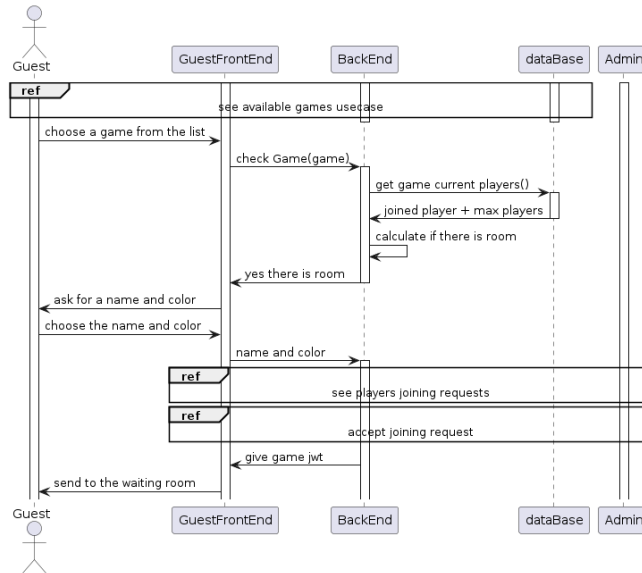 Guest
GuestFrontEnd
BackEnd
dataBase
Admin
ref
see available games usecase
choose a game from the list
check Game(game)
get game current players()
joined player + max players
calculate if there is room
yes there is room
ask for a name and color
choose the name and color
name and color
ref
see players joining requests
ref
accept joining request
give game jwt
send to the waiting room
Guest
GuestFrontEnd
BackEnd
dataBase
Admin